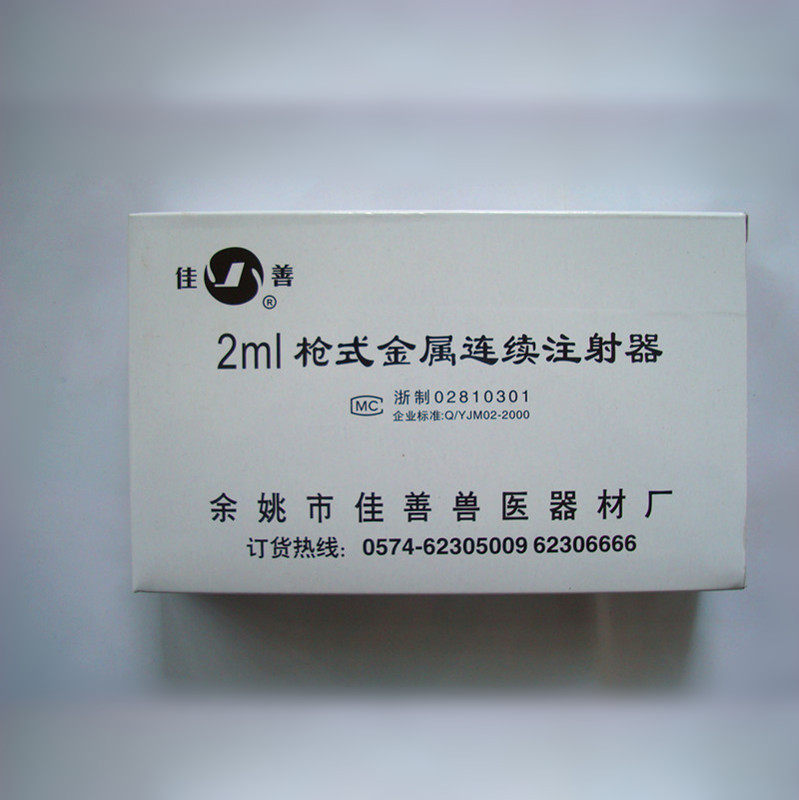 佳善®
2ml 枪式金属连续注射器
MC 浙制02810301
企业标准:Q/YJM02-2000
余姚市佳善兽医器材厂
订货热线：0574-62305009 62306666